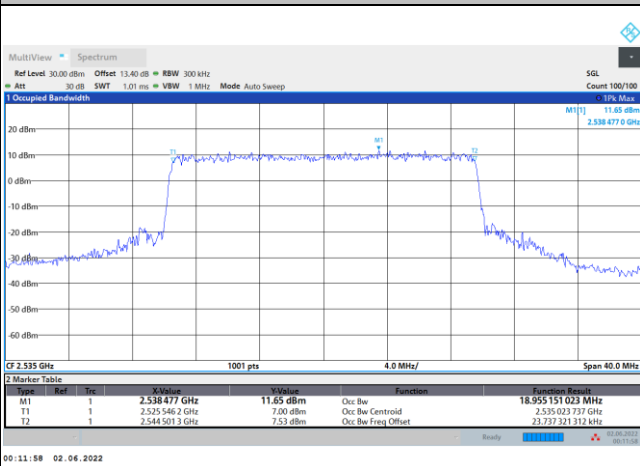 MultiView Spectrum
Ref Level 30.00 dBm Offset 13.40 dB RBW 300 kHz SGL
Att 30 dB SWT 1.01 ms VBW 1 MHz Mode Auto Sweep Count 100/100
1 Occupied Bandwidth 1Pk Max
M1[1] 11.65 dBm
2.538 477 0 GHz
20 dBm
M1
T1 T2
10 dBm
0 dBm
-10 dBm
-20 dBm
-30 dBm
-40 dBm
-50 dBm
-60 dBm
CF 2.535 GHz 1001 pts 4.0 MHz/ Span 40.0 MHz
2 Marker Table
Type Ref Trc X-Value Y-Value Function Function Result
M1 1 2.538 477 GHz 11.65 dBm Occ Bw 18.955 151 023 MHz
T1 1 2.525 546 2 GHz 7.00 dBm Occ Bw Centroid 2.535 023 737 GHz
T2 1 2.544 501 3 GHz 7.53 dBm Occ Bw Freq Offset 23.737 321 312 kHz
Ready 02.06.2022
00:11:58
00:11:58 02.06.2022